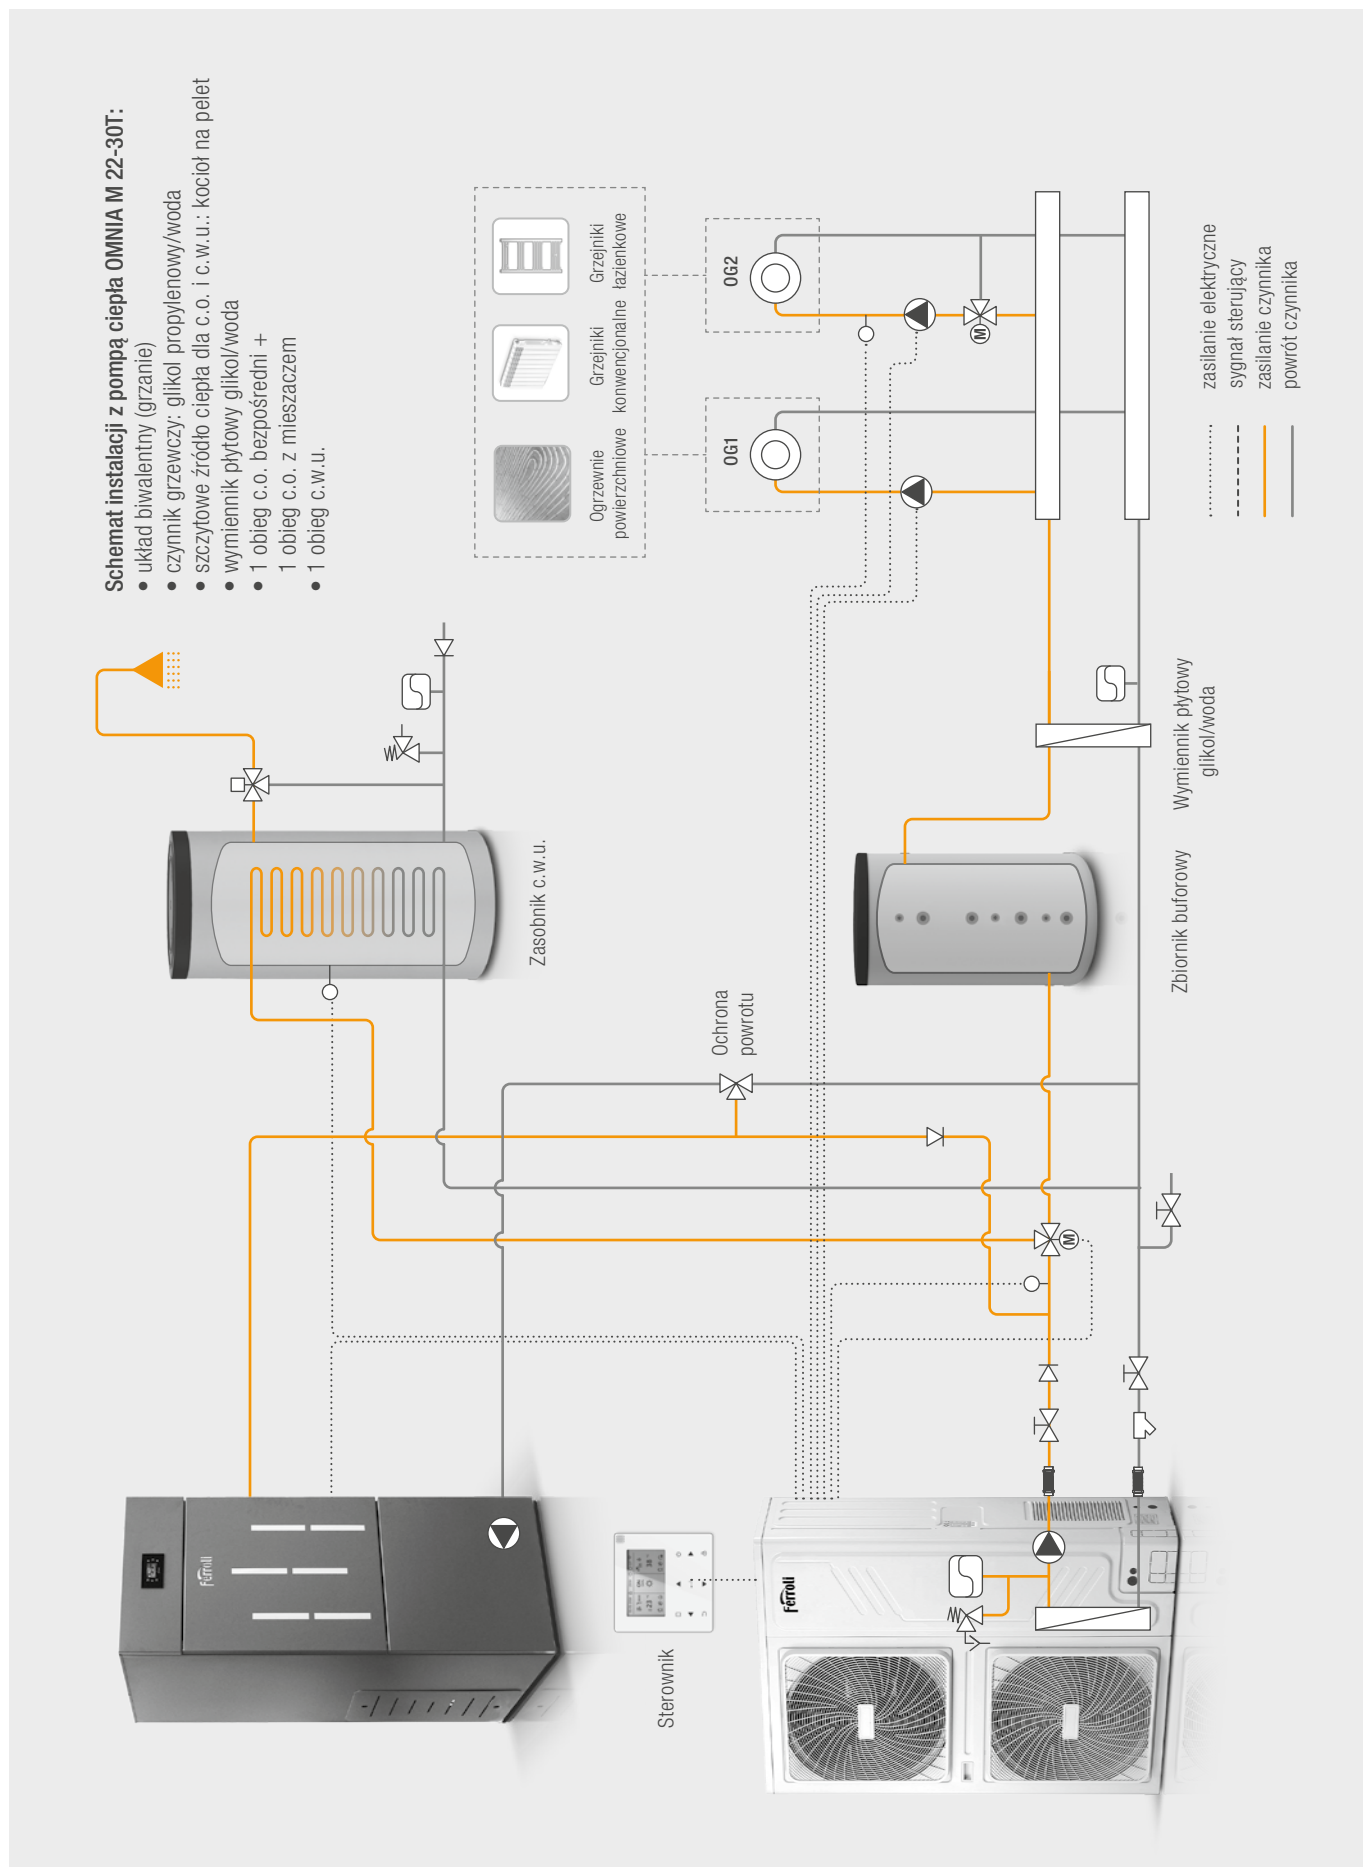 Schemat instalacji z pompą ciepła OMNIA M 22-30T:
• układ biwalentny (grzanie)
• czynnik grzewczy: glikol propylenowy/woda
• szczytowe źródło ciepła dla c.o. i c.w.u.: kocioł na pelet
• wymiennik płytowy glikol/woda
• 1 obieg c.o. bezpośredni +
1 obieg c.o. z mieszaczem
• 1 obieg c.w.u.
Ogrzewnie
powierzchniowe
Grzejniki
konwencjonalne
Grzejniki
łazienkowe
OG1
OG2
M
Zasobnik c.w.u.
Ochrona
powrotu
Zbiornik buforowy
Wymiennik płytowy
glikol/woda
M
Sterownik
Ferroli
Ferroli
zasilanie elektryczne
sygnał sterujący
zasilanie czynnika
powrót czynnika